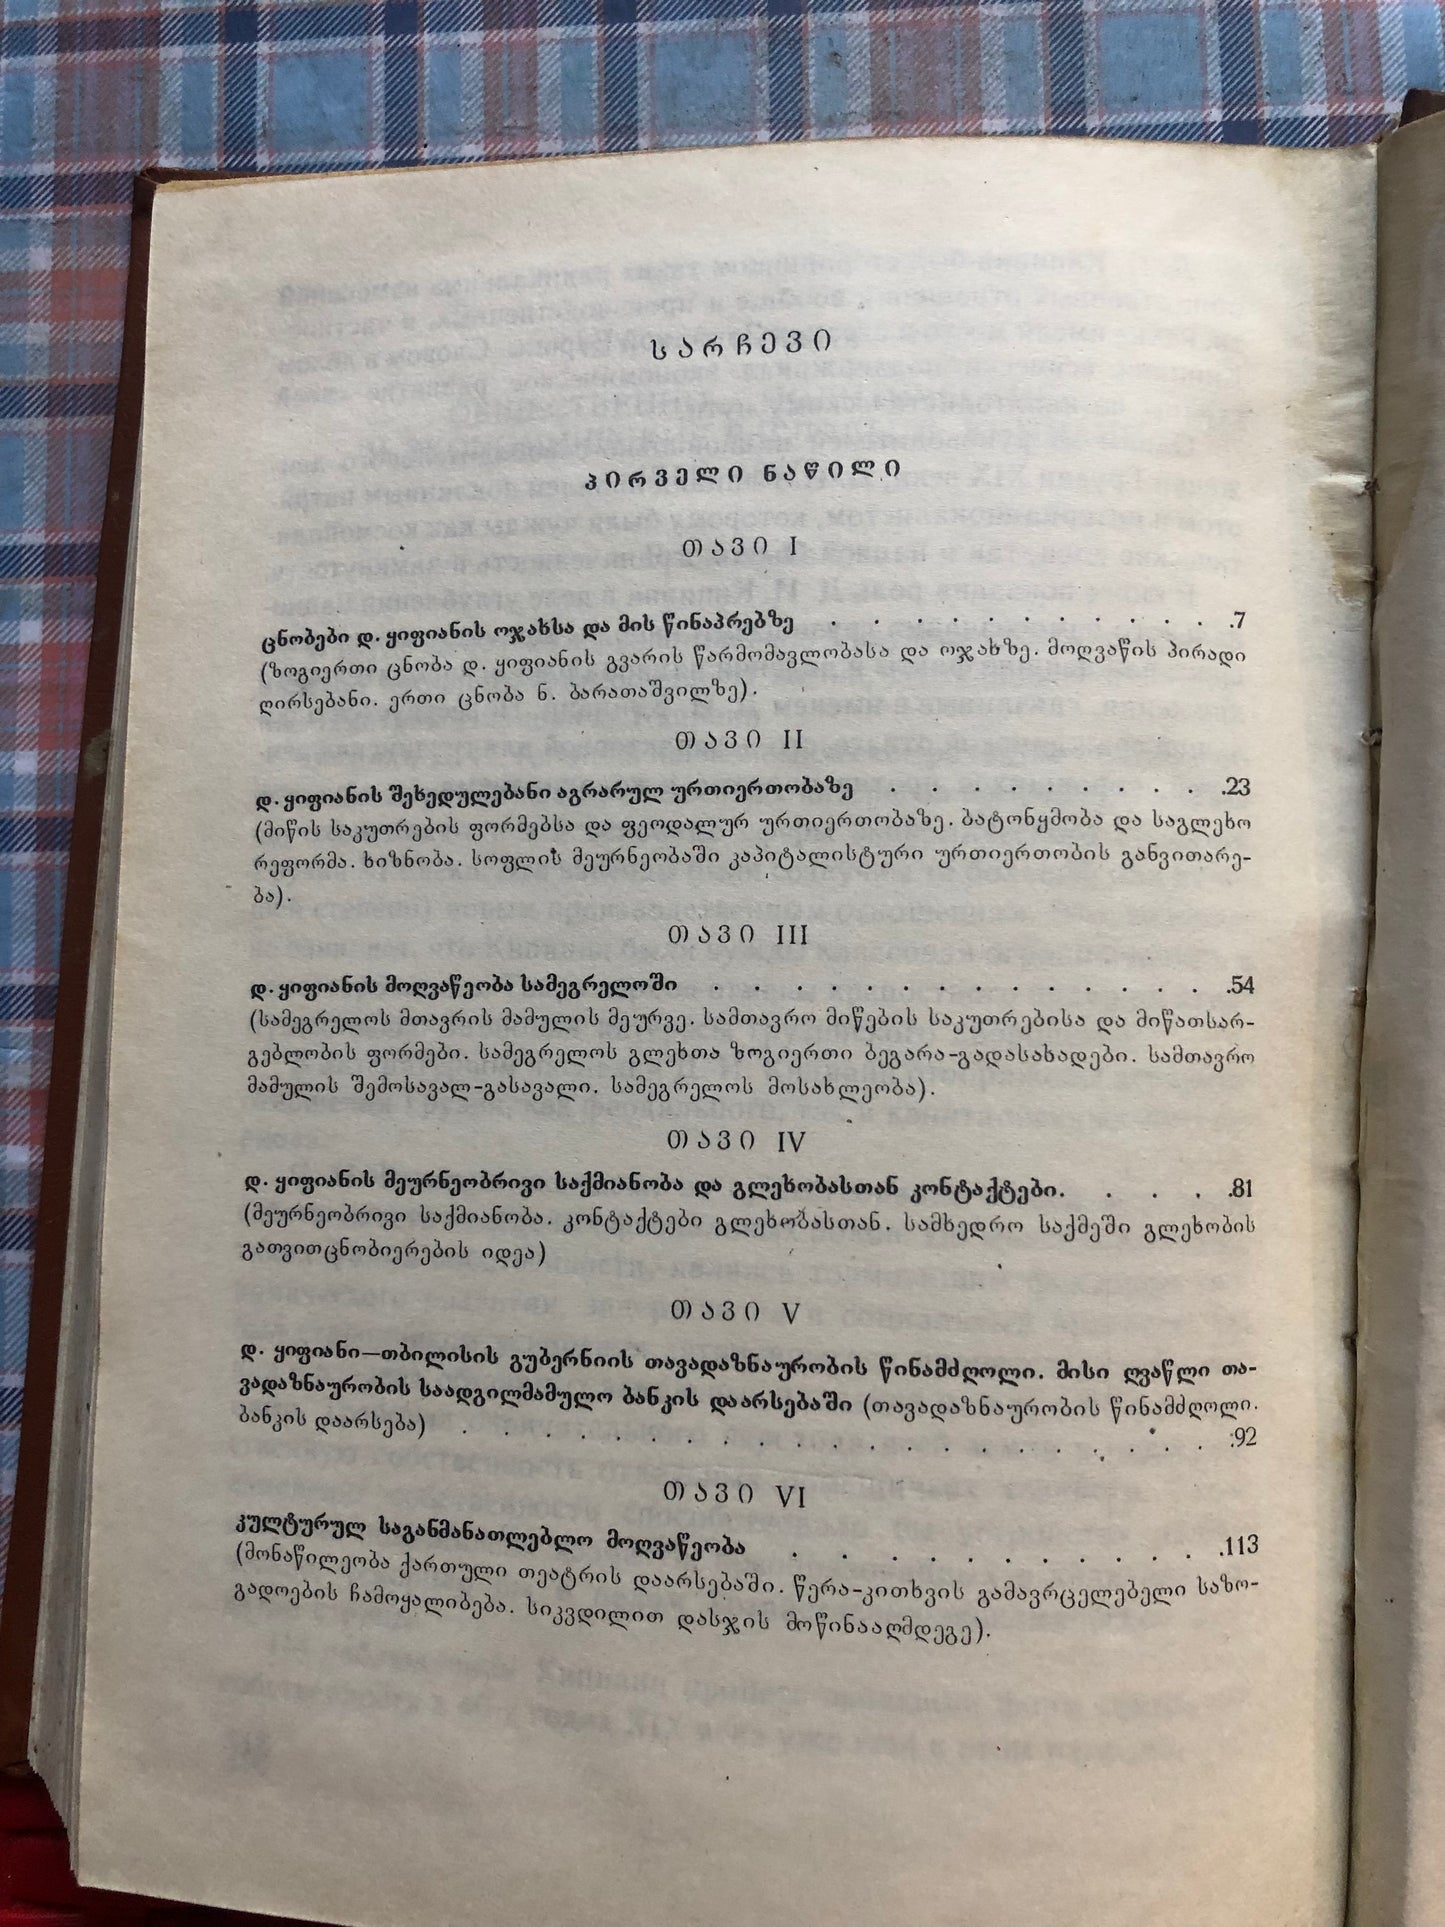 სარჩევი
პირველი ნაწილი
თავი I
ცნობები დ. ყიფიანის ოჯახსა და მის წინაპრებზე . . . . . . . . . . .7
(ზოგიერთი ცნობა დ. ყიფიანის გვარის წარმომავლობასა და ოჯახზე. მოღვაწის პირადი
ღირსებანი. ერთი ცნობა ნ. ბარათაშვილზე).
თავი II
დ. ყიფიანის შეხედულებანი აგრარულ ურთიერთობაზე . . . . . . . . .23
(მიწის საკუთრების ფორმებსა და ფეოდალურ ურთიერთობაზე. ბატონყმობა და საგლეხო
რეფორმა. ხიზნობა. სოფლის მეურნეობაში კაპიტალისტური ურთიერთობის განვითარე-
ბა).
თავი III
დ. ყიფიანის მოღვაწეობა სამეგრელოში . . . . . . . . . . . . .54
(სამეგრელოს მთავრის მამულის მეურვე. სამთავრო მიწების საკუთრებისა და მიწათსარ-
გებლობის ფორმები. სამეგრელოს გლეხთა ზოგიერთი ბეგარა-გადასახადები. სამთავრო
მამულის შემოსავალ-გასავალი. სამეგრელოს მოსახლეობა).
თავი IV
დ. ყიფიანის მეურნეობრივი საქმიანობა და გლეხობასთან კონტაქტები. . . . .81
(მეურნეობრივი საქმიანობა. კონტაქტები გლეხობასთან. სამხედრო საქმეში გლეხობის
გათვითცნობიერების იდეა)
თავი V
დ. ყიფიანი—თბილისის გუბერნიის თავადაზნაურობის წინამძღოლი. მისი ღვაწლი თა-
ვადაზნაურობის საადგილმამულო ბანკის დაარსებაში (თავადაზნაურობის წინამძღოლი.
ბანკის დაარსება) . . . . . . . . . . . . . . . . . . . .92
თავი VI
კულტურულ საგანმანათლებლო მოღვაწეობა . . . . . . . . . .113
(მონაწილეობა ქართული თეატრის დაარსებაში. წერა-კითხვის გამავრცელებელი საზო-
გადოების ჩამოყალიბება. სიკვდილით დასჯის მოწინააღმდეგე).